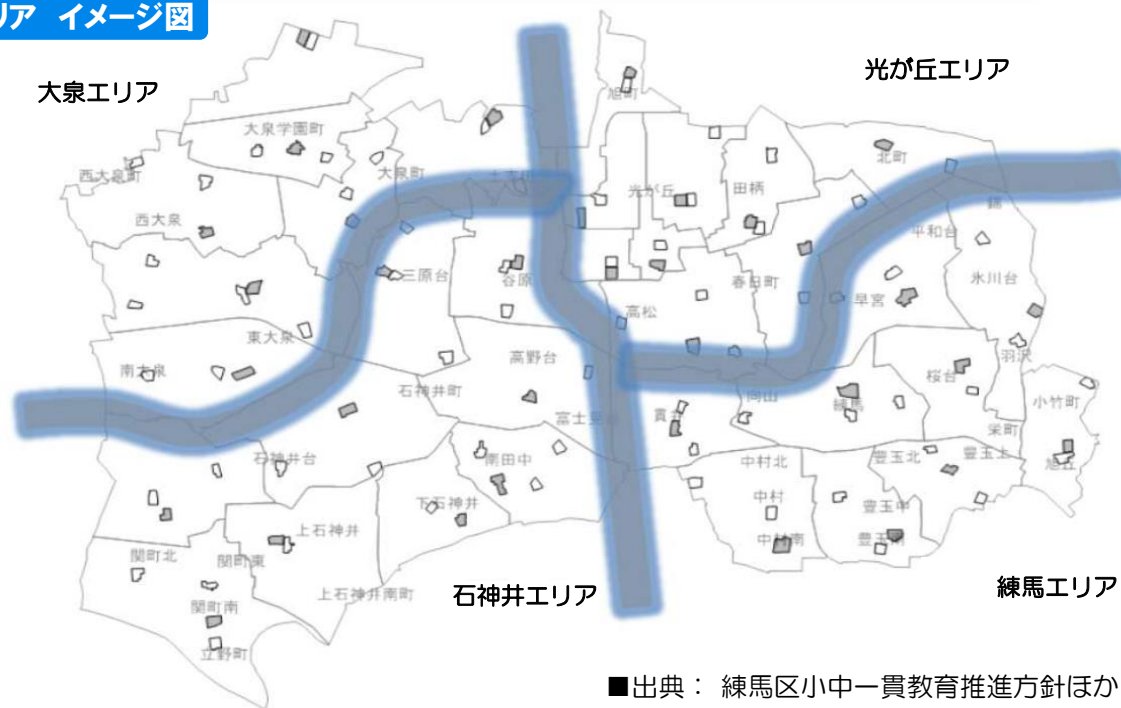 リア イメージ図
大泉エリア
光が丘エリア
旭町
大泉学園町
大泉町
西大泉町
西大泉
光が丘
田柄
北町
平和台
氷川台
三原台
谷原
春日町
早宮
高松
東大泉
南大泉
高野台
石神井町
羽沢
桜台
小竹町
向山
練馬
貫井
富士見台
栄町
旭丘
石神井台
南田中
中村北
豊玉北
豊玉上
下石神井
中村
豊玉中
上石神井
中村南
豊玉南
関町北
関町東
上石神井南町
石神井エリア
練馬エリア
関町南
立野町
■出典： 練馬区小中一貫教育推進方針ほか